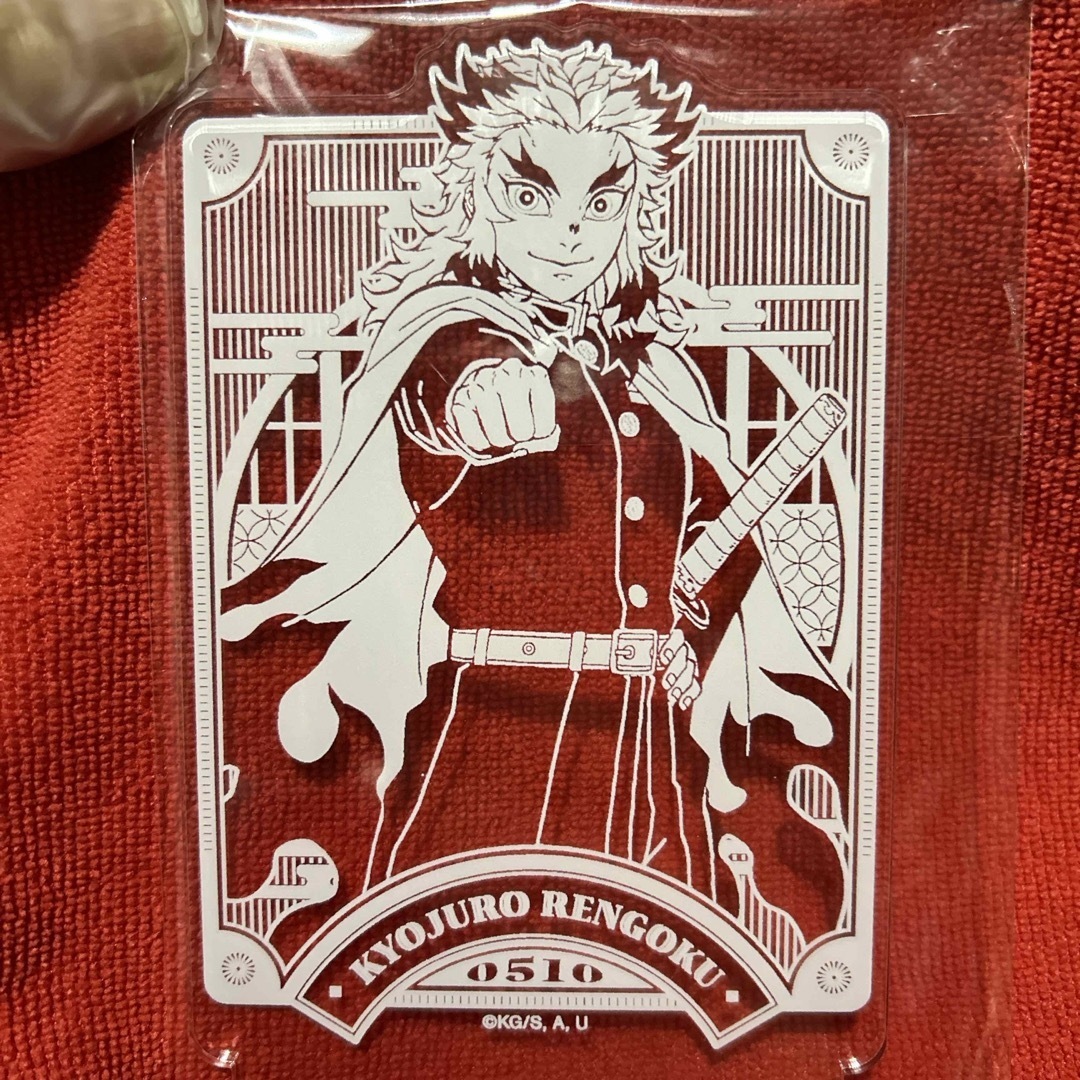 KYOJURO RENGOKU
0510
©KG/S, A, U